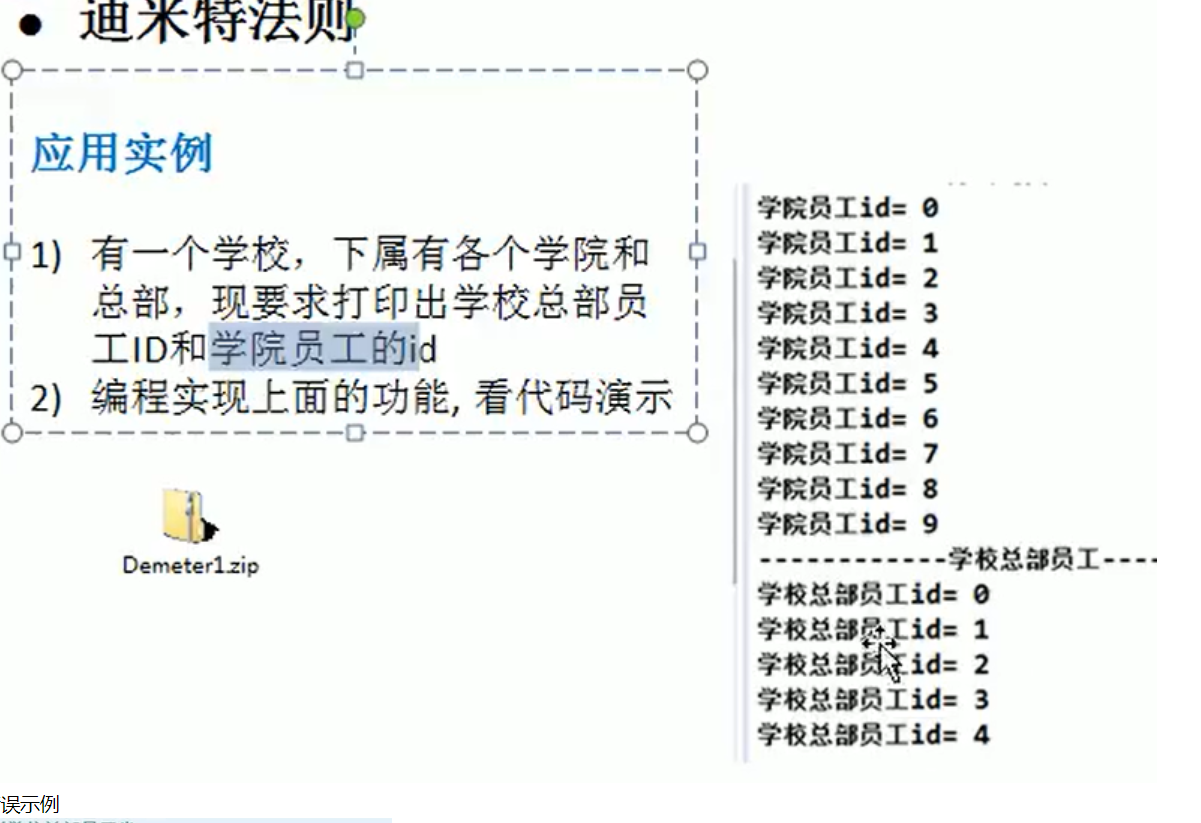 ● 迪米特法则
应用实例
1) 有一个学校，下属有各个学院和
总部，现要求打印出学校总部员
工ID和学院员工的id
2) 编程实现上面的功能, 看代码演示
Demeter1.zip
学院员工id= 0
学院员工id= 1
学院员工id= 2
学院员工id= 3
学院员工id= 4
学院员工id= 5
学院员工id= 6
学院员工id= 7
学院员工id= 8
学院员工id= 9
------------学校总部员工----
学校总部员工id= 0
学校总部员工id= 1
学校总部员工id= 2
学校总部员工id= 3
学校总部员工id= 4
误示例